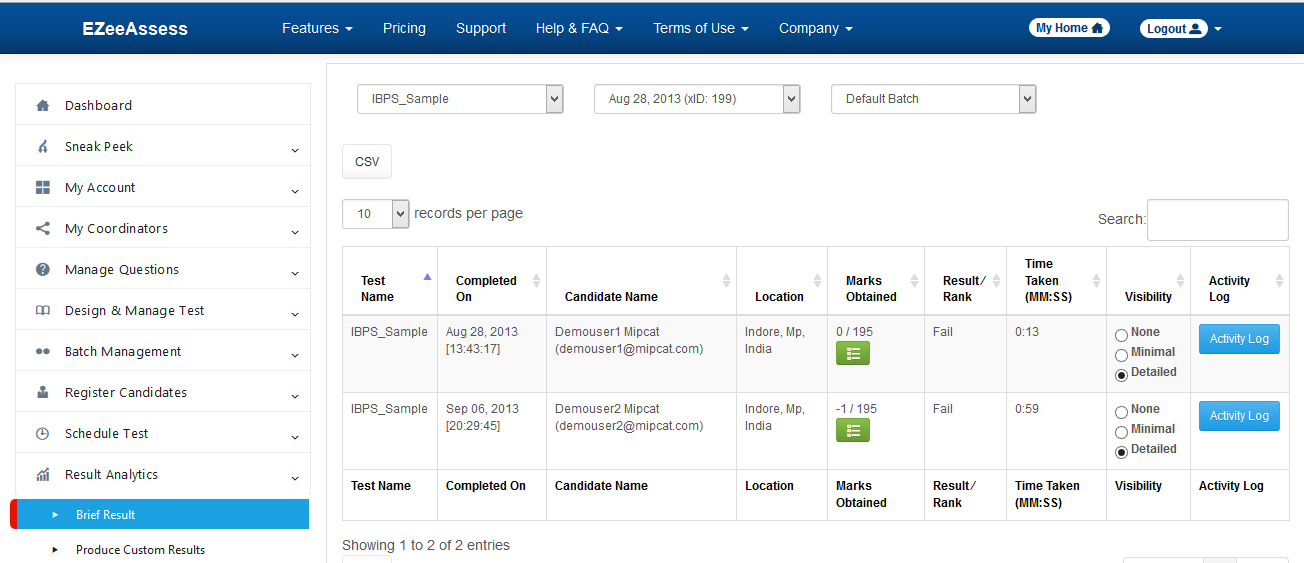 EZeeAssess Features Pricing Support Help & FAQ Terms of Use Company My Home Logout
Dashboard
Sneak Peek
My Account
My Coordinators
Manage Questions
Design & Manage Test
Batch Management
Register Candidates
Schedule Test
Result Analytics
Brief Result
Produce Custom Results
IBPS_Sample Aug 28, 2013 (xID: 199) Default Batch
CSV
10 records per page
Search:
Test Name Completed On Candidate Name Location Marks Obtained Result/ Rank Time Taken (MM:SS) Visibility Activity Log
IBPS_Sample Aug 28, 2013 Demouser1 Mipcat Indore, Mp, 0 / 195 Fail 0:13 None
[13:43:17] (demouser1@mipcat.com) India Minimal Activity Log
Detailed
IBPS_Sample Sep 06, 2013 Demouser2 Mipcat Indore, Mp, -1 / 195 Fail 0:59 None
[20:29:45] (demouser2@mipcat.com) India Minimal Activity Log
Detailed
Test Name Completed On Candidate Name Location Marks Obtained Result/ Rank Time Taken (MM:SS) Visibility Activity Log
Showing 1 to 2 of 2 entries